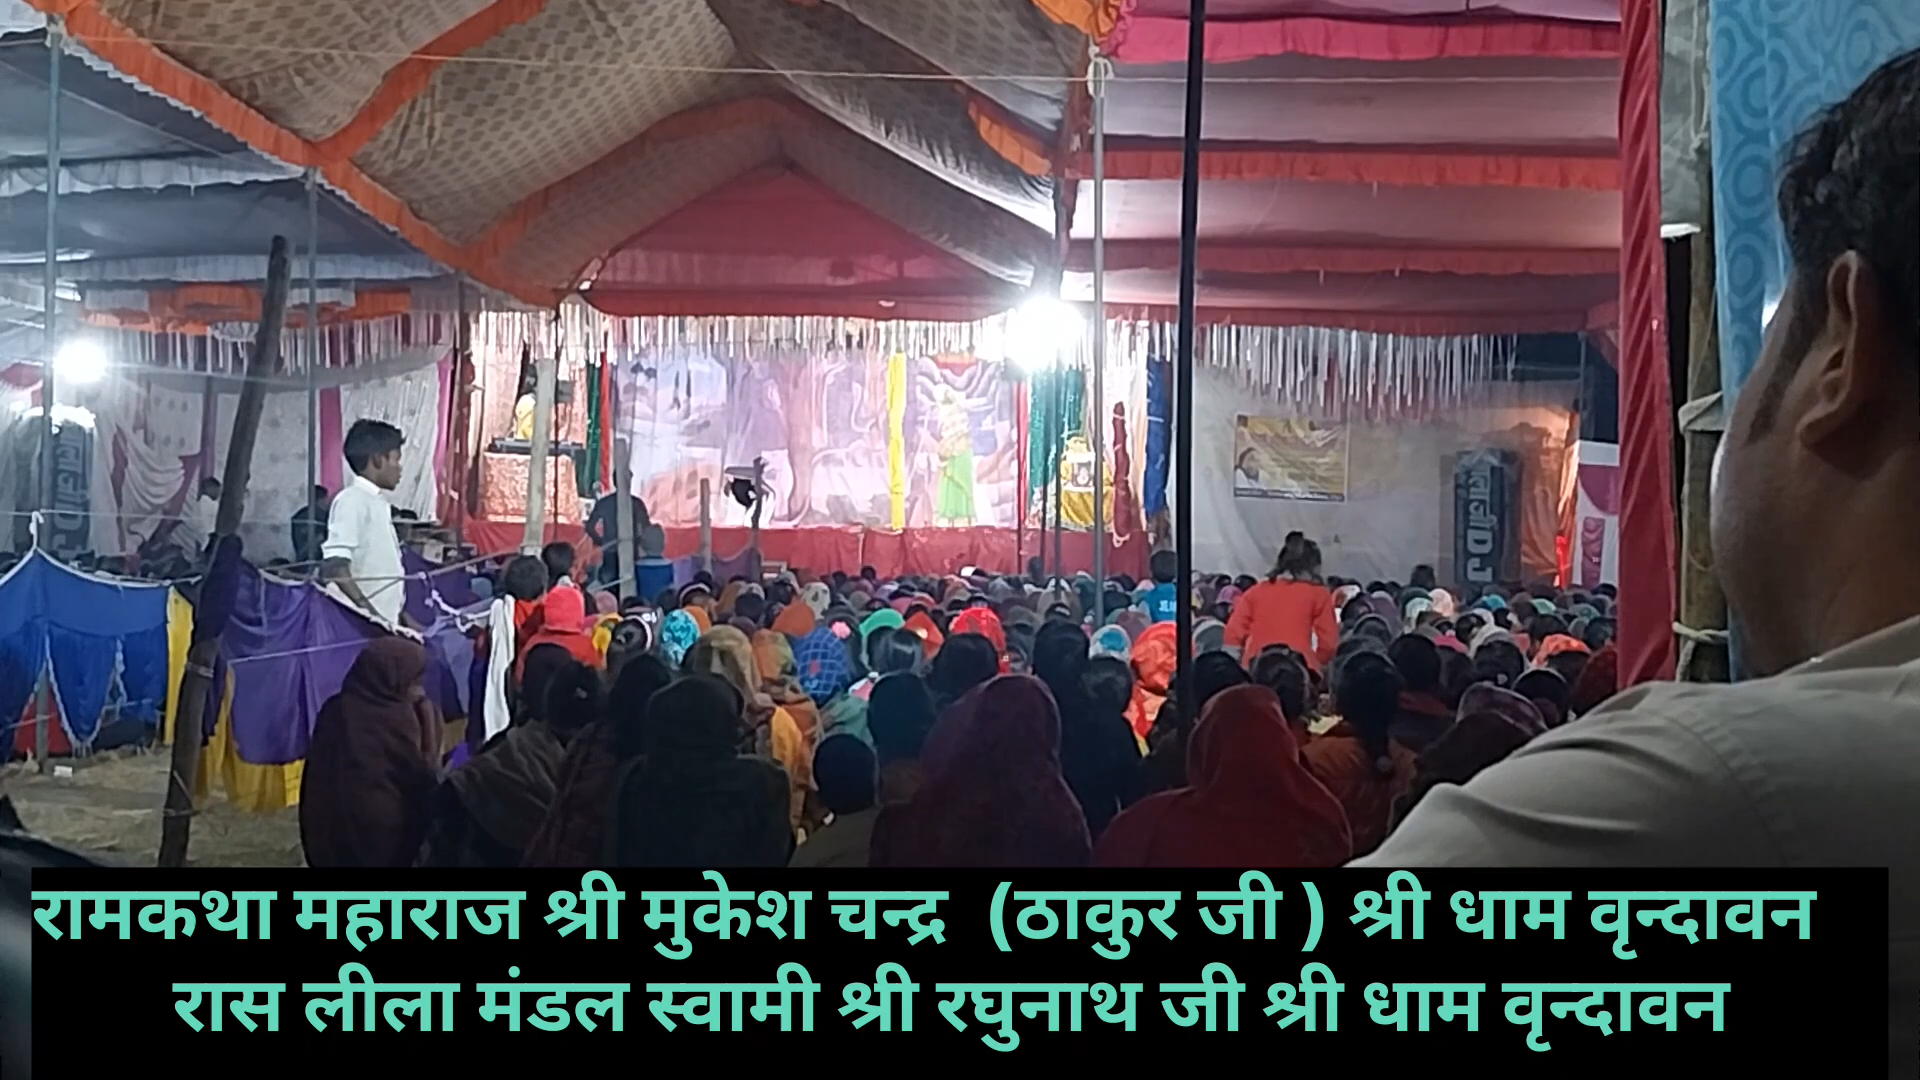 रामकथा महाराज श्री मुकेश चन्द्र (ठाकुर जी ) श्री धाम वृन्दावन
रास लीला मंडल स्वामी श्री रघुनाथ जी श्री धाम वृन्दावन